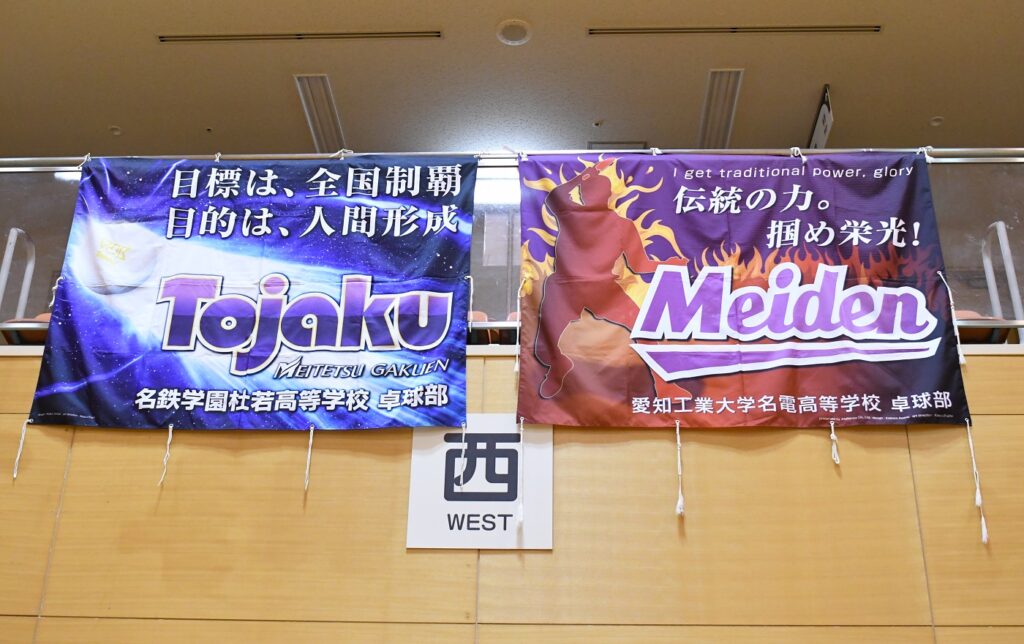 目標は、全国制覇
目的は、人間形成
Tojaku
MEITETSU GAKUEN
名鉄学園杜若高等学校 卓球部
I get traditional power, glory
伝統の力。
掴め栄光!
Meiden
愛知工業大学名電高等学校 卓球部
西
WEST